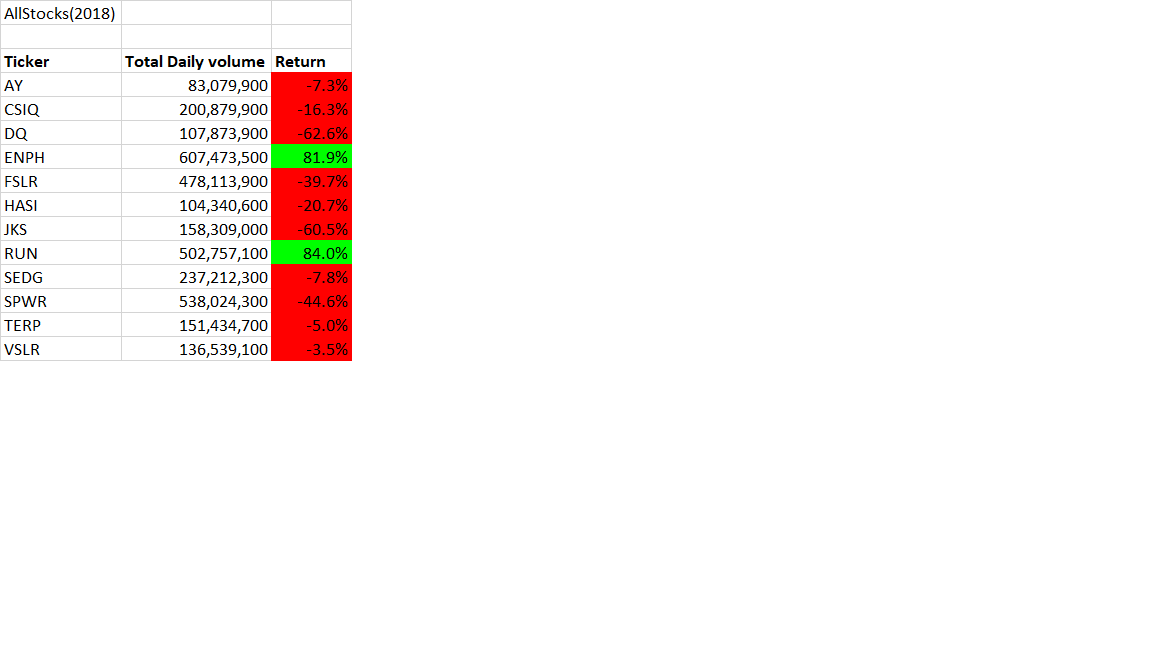 AllStocks(2018)
Ticker Total Daily volume Return
AY 83,079,900 -7.3%
CSIQ 200,879,900 -16.3%
DQ 107,873,900 -62.6%
ENPH 607,473,500 81.9%
FSLR 478,113,900 -39.7%
HASI 104,340,600 -20.7%
JKS 158,309,000 -60.5%
RUN 502,757,100 84.0%
SEDG 237,212,300 -7.8%
SPWR 538,024,300 -44.6%
TERP 151,434,700 -5.0%
VSLR 136,539,100 -3.5%